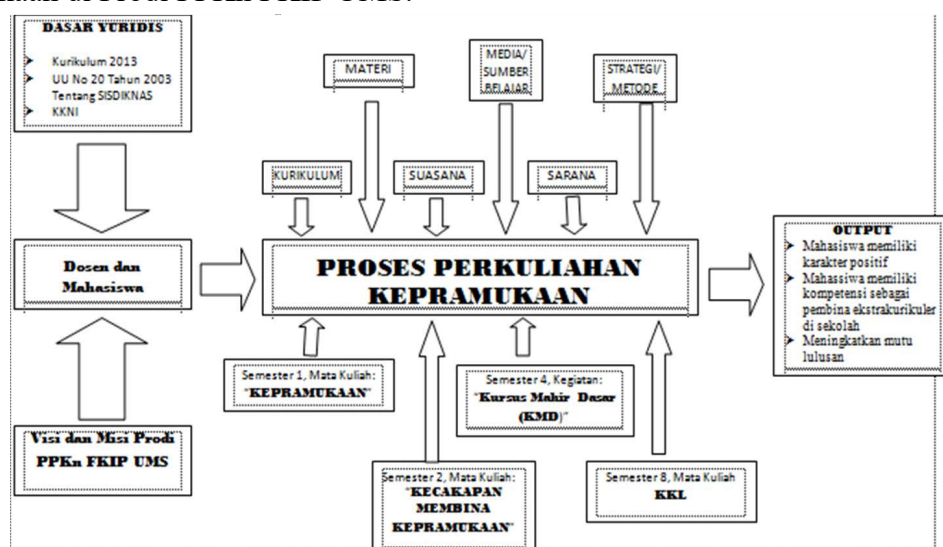 DASAR YURIDIS
Kurikulum 2013
UU No 20 Tahun 2003
Tentang SISDIKNAS
KKNI
MATERI
MEDIA/
SUMBER
BELAJAR
STRATEGI/
METODE
KURIKULUM
SUASANA
SARANA
Dosen dan
Mahasiswa
PROSES PERKULIAHAN
KEPRAMUKAAN
OUTPUT
Mahasiswa memiliki
karakter positif
Mahassiwa memiliki
kompetensi sebagai
pembina ekstrakurikuler
di sekolah
Meningkatkan mutu
lulusan
Visi dan Misi Prodi
PPKn FKIP UMS
Semester 1, Mata Kuliah:
"KEPRAMUKAAN"
Semester 2, Mata Kuliah:
"KECAKAPAN
MEMBINA
KEPRAMUKAAN"
Semester 4, Kegiatan:
"Kursus Mahir Dasar
(KMD)"
Semester 8, Mata Kuliah
KKL